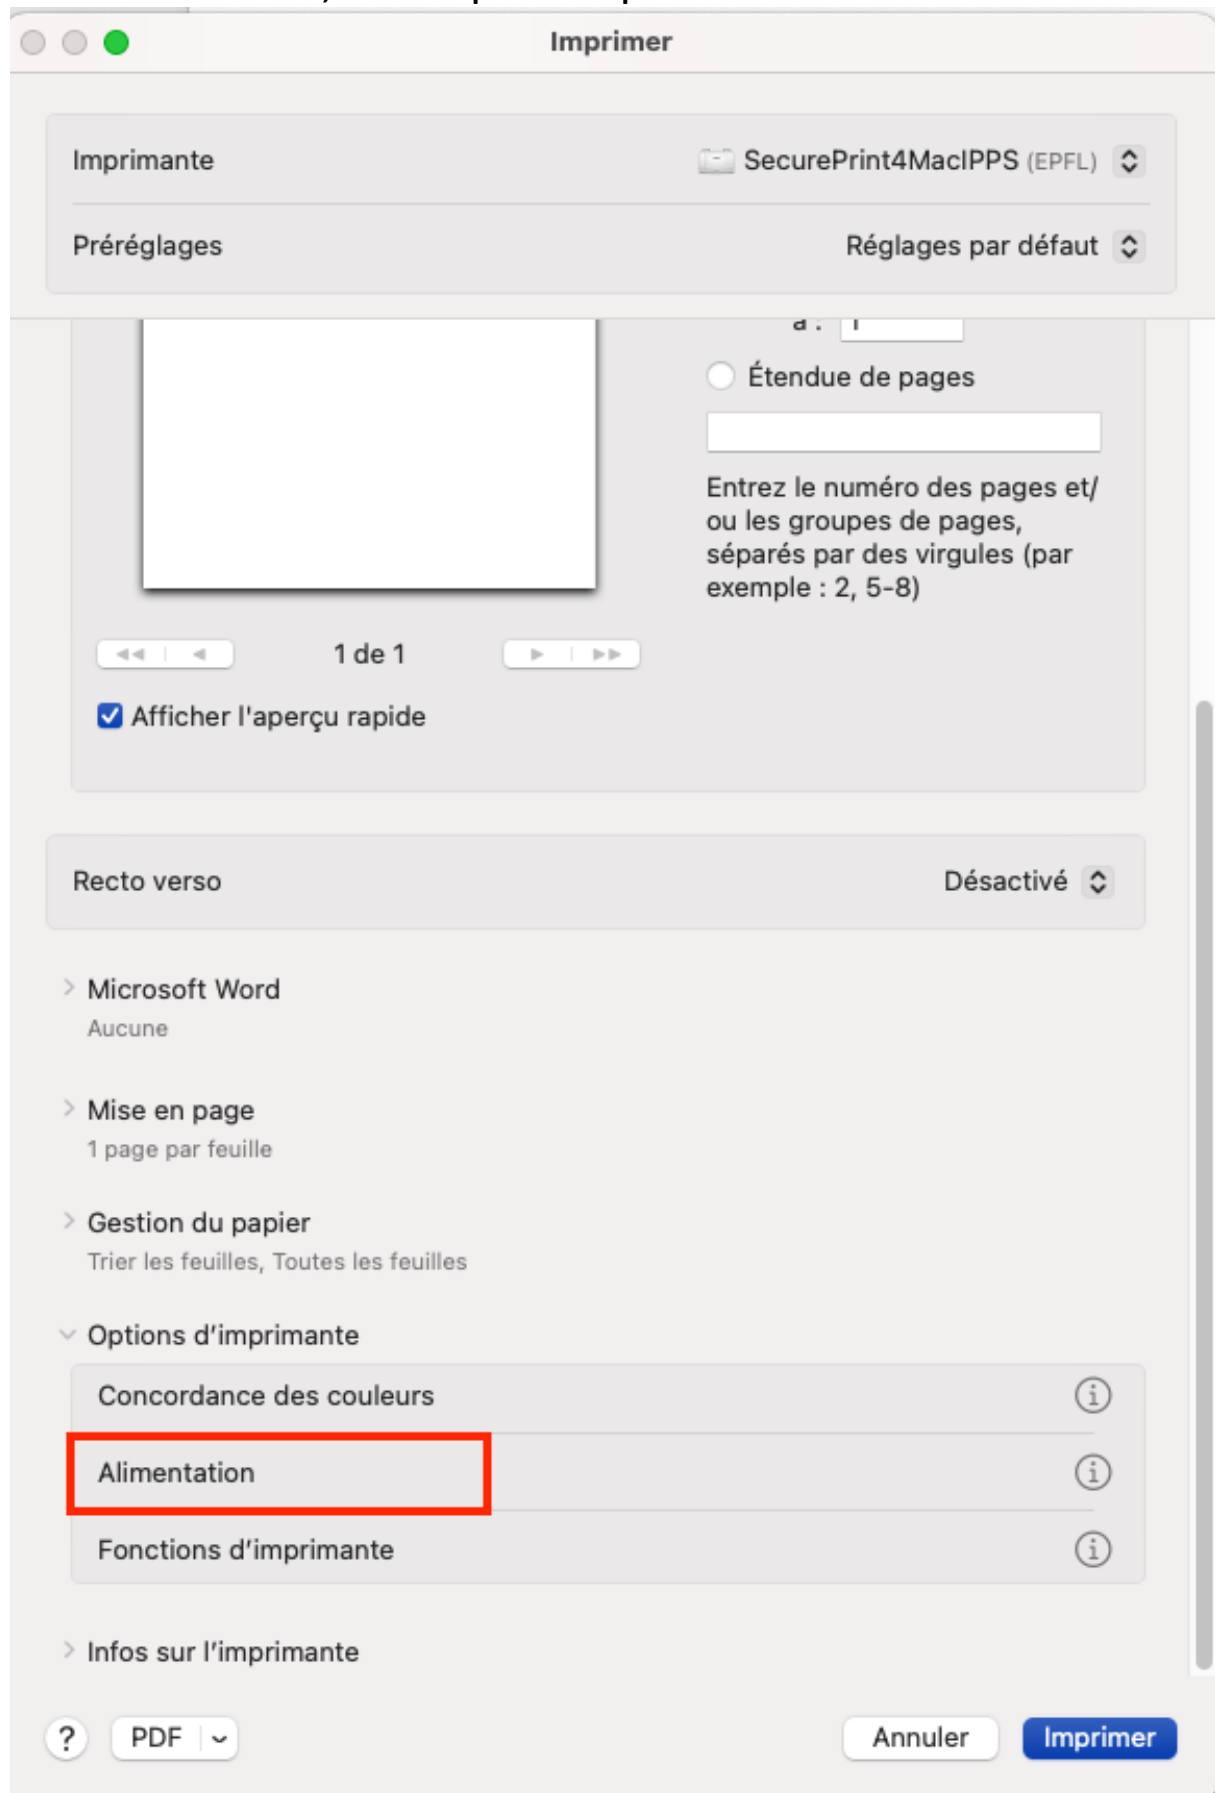 Imprimer
Imprimante
SecurePrint4MacIPPS (EPFL)
Préréglages
Réglages par défaut
à : 1
Étendue de pages
Entrez le numéro des pages et/
ou les groupes de pages,
séparés par des virgules (par
exemple : 2, 5-8)
1 de 1
Afficher l'aperçu rapide
Recto verso
Désactivé
Microsoft Word
Aucune
Mise en page
1 page par feuille
Gestion du papier
Trier les feuilles, Toutes les feuilles
Options d’imprimante
Concordance des couleurs
Alimentation
Fonctions d’imprimante
Infos sur l’imprimante
? PDF
Annuler
Imprimer